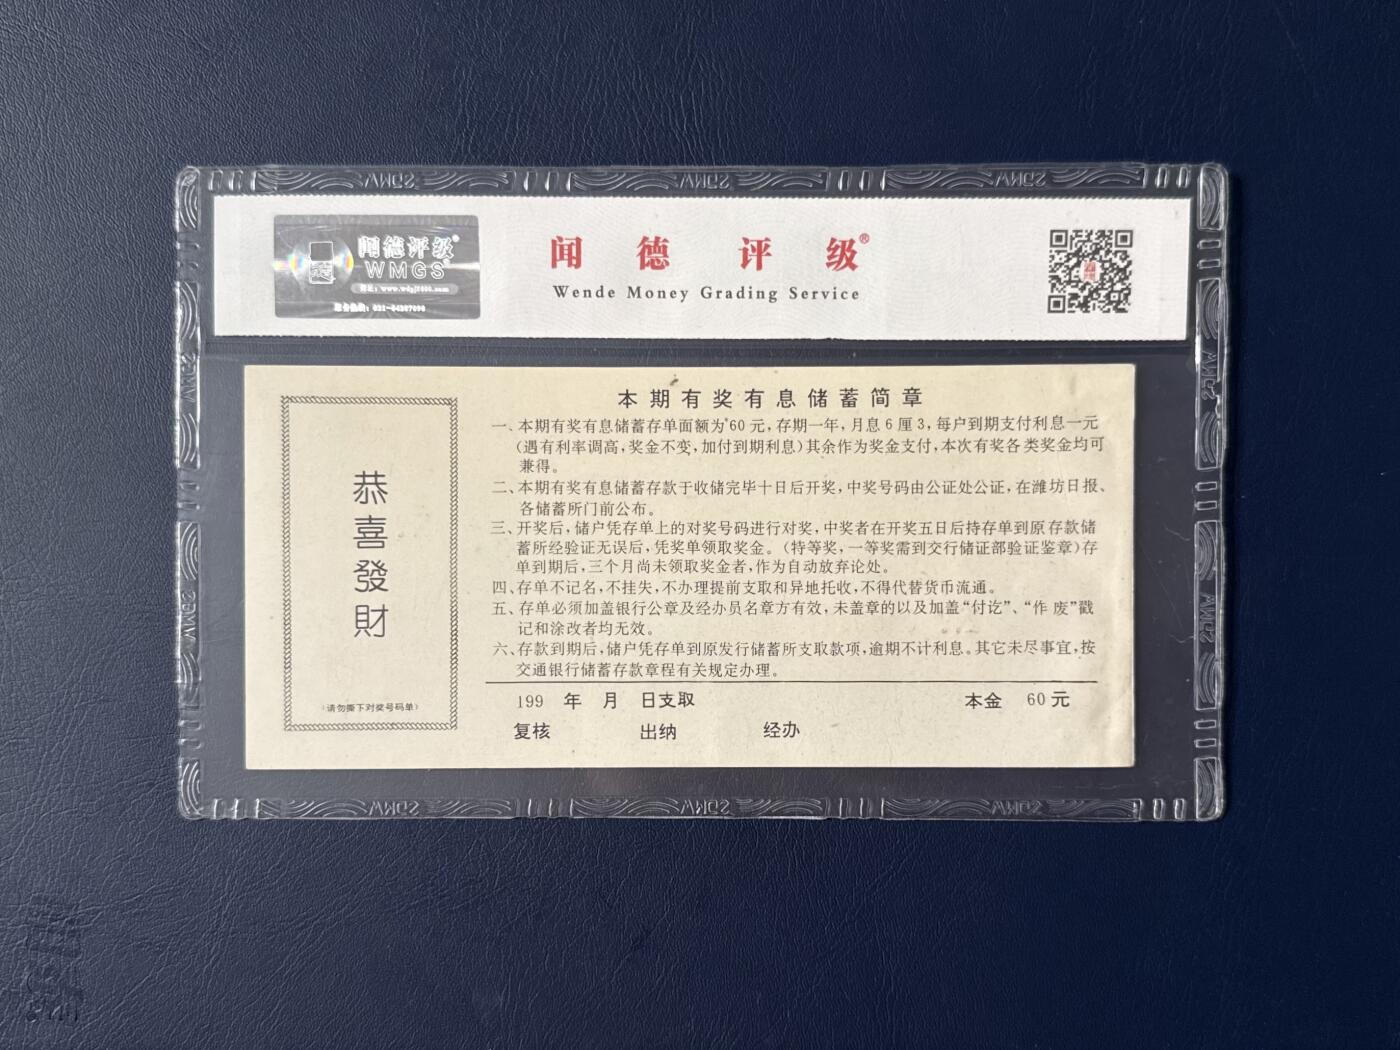 闻德评级®
WMGS
网址：www.wdpj8888.com
闻 德 评 级®
Wende Money Grading Service
恭喜發財
(请勿撕下对奖号码单)
本期有奖有息储蓄简章
一、本期有奖有息储蓄存单面额为60元，存期一年，月息6厘3，每户到期支付利息一元
(遇有利率调高，奖金不变，加付到期利息)其余作为奖金支付，本次有奖各类奖金均可
兼得。
二、本期有奖有息储蓄存款于收储完毕十日后开奖，中奖号码由公证处公证，在潍坊日报、
各储蓄所门前公布。
三、开奖后，储户凭存单上的对奖号码进行对奖，中奖者在开奖五日后持存单到原存款储
蓄所经验证无误后，凭奖单领取奖金。(特等奖，一等奖需到交行储证部验证鉴章)存
单到期后，三个月尚未领取奖金者，作为自动放弃论处。
四、存单不记名，不挂失，不办理提前支取和异地托收，不得代替货币流通。
五、存单必须加盖银行公章及经办员名章方有效，未盖章的以及加盖“付讫”、“作 废”戳
记和涂改者均无效。
六、存款到期后，储户凭存单到原发行储蓄所支取款项，逾期不计利息。其它未尽事宜，按
交通银行储蓄存款章程有关规定办理。
199 年 月 日支取 本金 60元
复核 出纳 经办